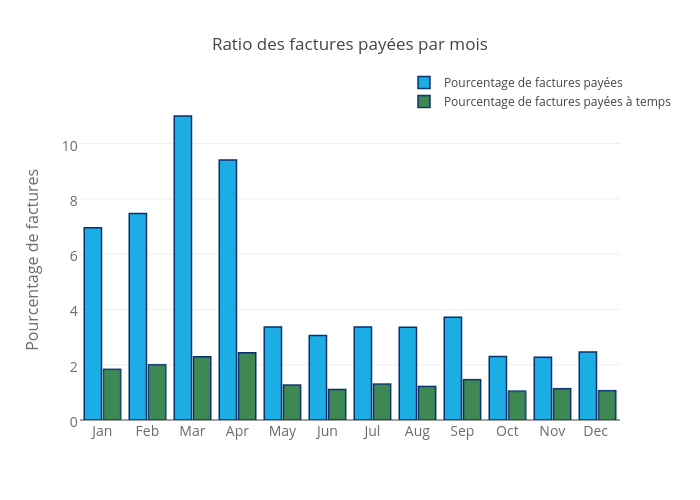 Ratio des factures payées par mois
Pourcentage de factures payées
Pourcentage de factures payées à temps
Pourcentage de factures
10
8
6
4
2
0
Jan Feb Mar Apr May Jun Jul Aug Sep Oct Nov Dec